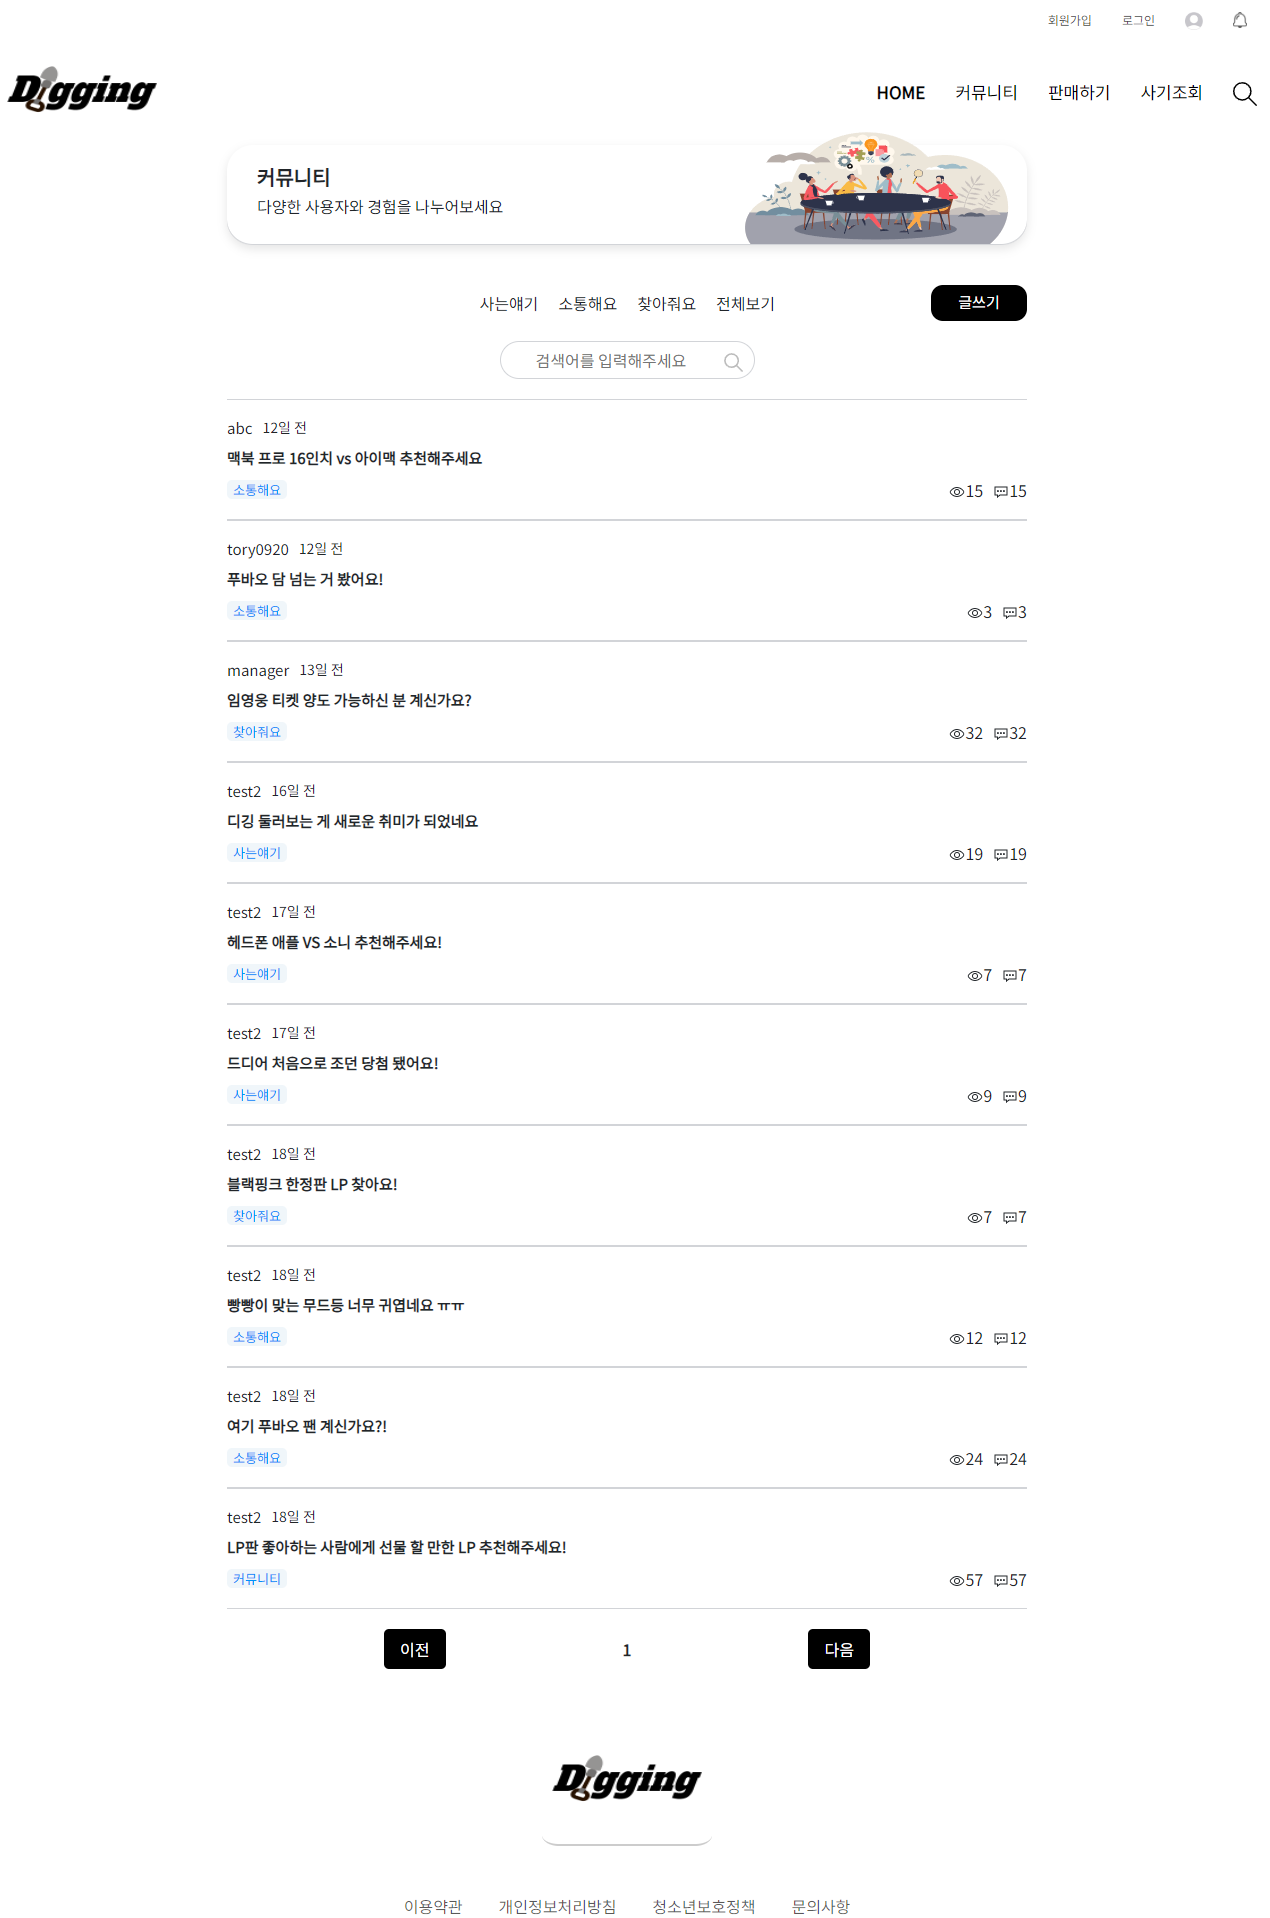 회원가입 로그인
Digging
HOME 커뮤니티 판매하기 사기조회
커뮤니티
다양한 사용자와 경험을 나누어보세요
사는얘기 소통해요 찾아줘요 전체보기 글쓰기
검색어를 입력해주세요
abc 12일 전
맥북 프로 16인치 vs 아이맥 추천해주세요
소통해요 15 15
tory0920 12일 전
푸바오 담 넘는 거 봤어요!
소통해요 3 3
manager 13일 전
임영웅 티켓 양도 가능하신 분 계신가요?
찾아줘요 32 32
test2 16일 전
디깅 둘러보는 게 새로운 취미가 되었네요
사는얘기 19 19
test2 17일 전
헤드폰 애플 VS 소니 추천해주세요!
사는얘기 7 7
test2 17일 전
드디어 처음으로 조던 당첨 됐어요!
사는얘기 9 9
test2 18일 전
블랙핑크 한정판 LP 찾아요!
찾아줘요 7 7
test2 18일 전
빵빵이 맞는 무드등 너무 귀엽네요 ㅠㅠ
소통해요 12 12
test2 18일 전
여기 푸바오 팬 계신가요?!
소통해요 24 24
test2 18일 전
LP판 좋아하는 사람에게 선물 할 만한 LP 추천해주세요!
커뮤니티 57 57
이전 1 다음
Digging
이용약관 개인정보처리방침 청소년보호정책 문의사항